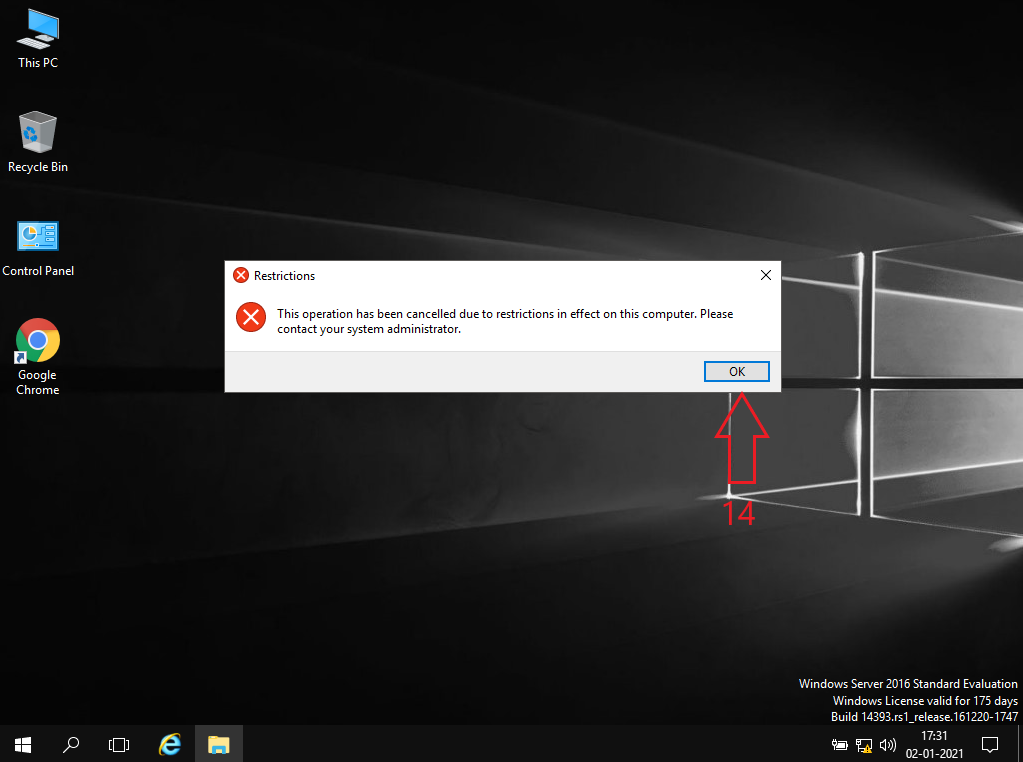 This PC
Recycle Bin
Control Panel
Google
Chrome
Restrictions
This operation has been cancelled due to restrictions in effect on this computer. Please
contact your system administrator.
OK
14
Windows Server 2016 Standard Evaluation
Windows License valid for 175 days
Build 14393.rs1_release.161220-1747
17:31
02-01-2021